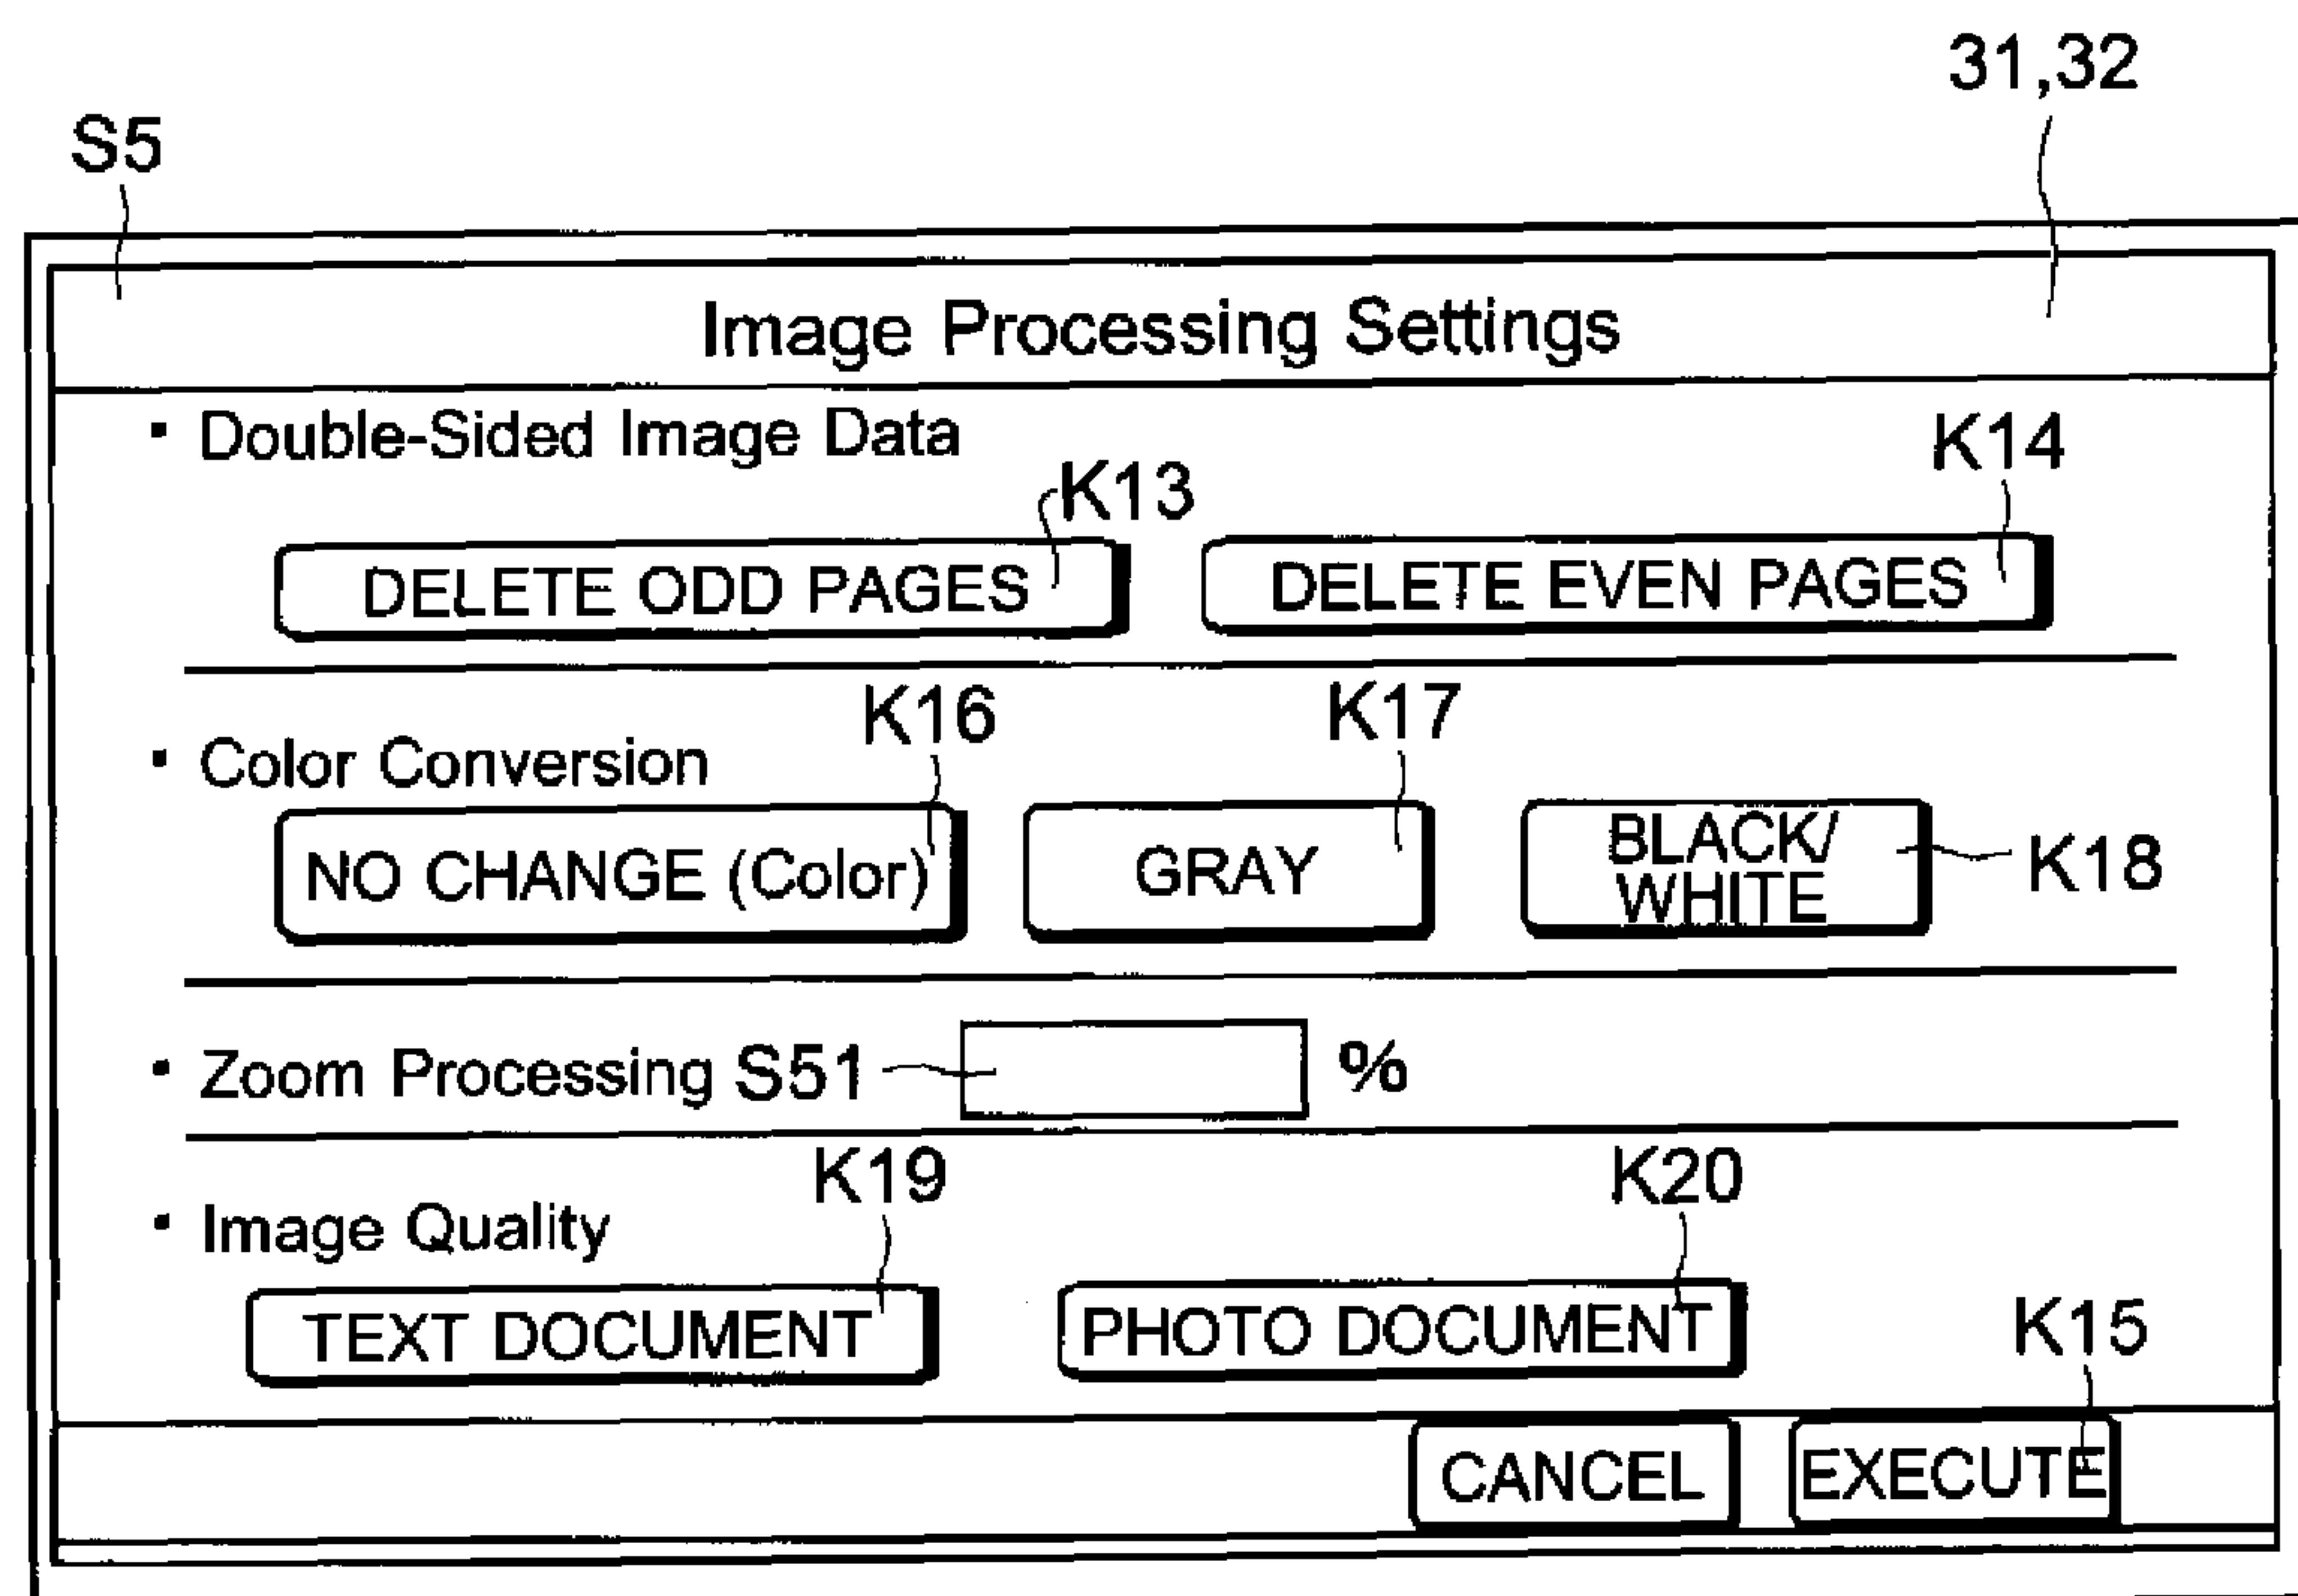 31,32
S5
Image Processing Settings
· Double-Sided Image Data
K13
K14
DELETE ODD PAGES
DELETE EVEN PAGES
K16
K17
· Color Conversion
NO CHANGE (Color)
GRAY
BLACK/
WHITE
K18
· Zoom Processing S51 %
K19
K20
· Image Quality
TEXT DOCUMENT
PHOTO DOCUMENT
K15
CANCEL
EXECUTE